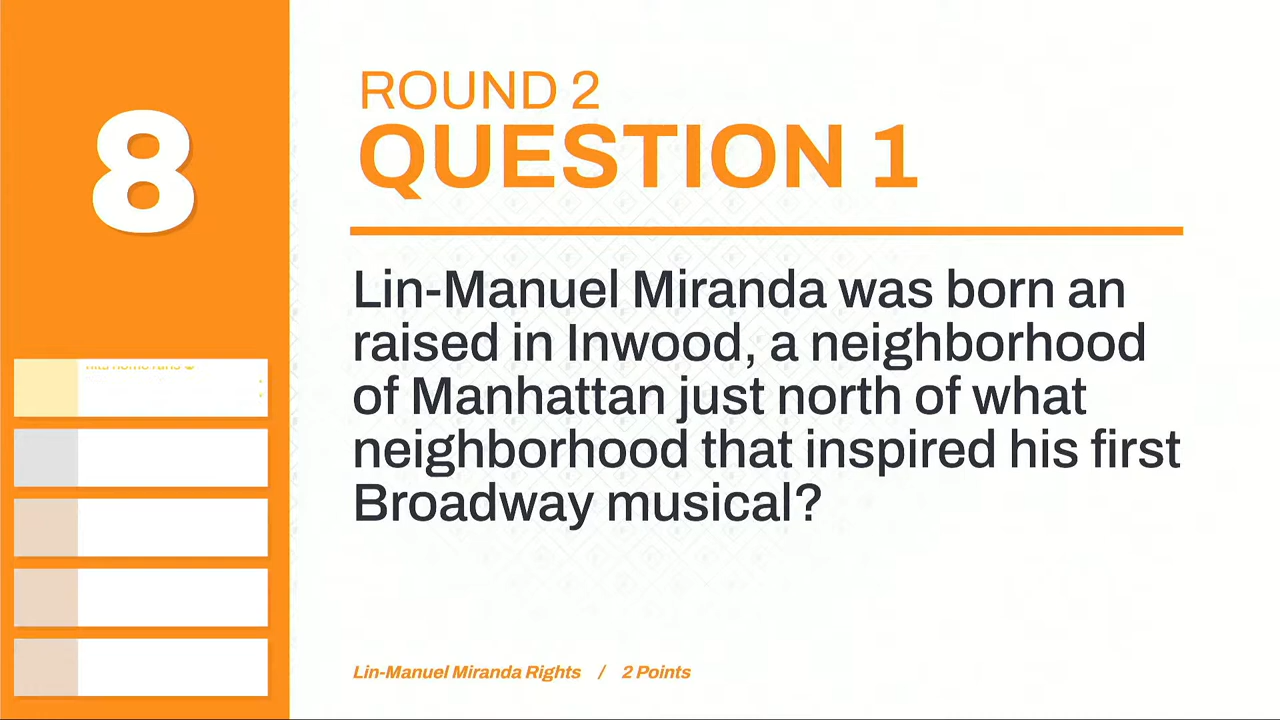 8
ROUND 2
QUESTION 1
Lin-Manuel Miranda was born an
raised in Inwood, a neighborhood
of Manhattan just north of what
neighborhood that inspired his first
Broadway musical?
Lin-Manuel Miranda Rights / 2 Points